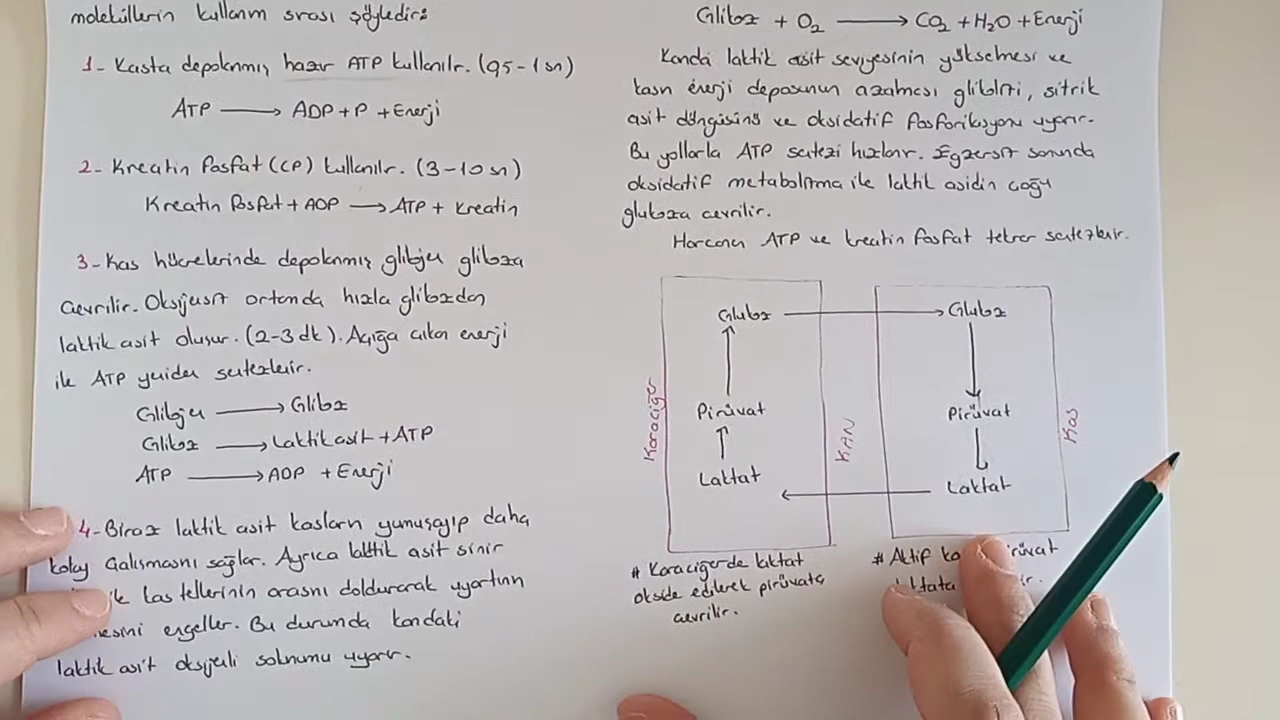 moleküllerin kullanım sırası şöyledir:
1- Kasta depolanmış hazır ATP kullanılır. (0,5-1 sn)
ATP → ADP + P + Enerji
2- Kreatin fosfat (CP) kullanılır. (3-10 sn)
Kreatin fosfat + ADP → ATP + Kreatin
3- Kas hücrelerinde depolanmış glikojen glikoza
çevrilir. Oksijensiz ortamda hızla glikozdan
laktik asit oluşur. (2-3 dk). Açığa çıkan enerji
ile ATP yeniden sentezlenir.
Glikojen → Glikoz
Glikoz → Laktik asit + ATP
ATP → ADP + Enerji
4- Biraz laktik asit kasların yumuşayıp daha
kolay çalışmasını sağlar. Ayrıca laktik asit sinir
kas tellerinin arasını doldurarak uyartının
engeller. Bu durumda kandaki
laktik asit oksijenli solunumu uyarır.
Glikoz + O₂ → CO₂ + H₂O + Enerji
Kanda laktik asit seviyesinin yükselmesi ve
kasın enerji deposunun azalması glikolizi, sitrik
asit döngüsünü ve oksidatif fosforilasyonu uyarır.
Bu yollarla ATP sentezi hızlanır. Egzersiz sonunda
oksidatif metabolizma ile laktik asidin çoğu
glukoza çevrilir.
Harcanan ATP ve kreatin fosfat tekrar sentezlenir.
Karaciğer
Glukoz
Pirüvat
Laktat
KAN
Glukoz
Pirüvat
Laktat
Kas
# Karaciğerde laktat
okside edilerek pirüvata
çevrilir.
# Aktif